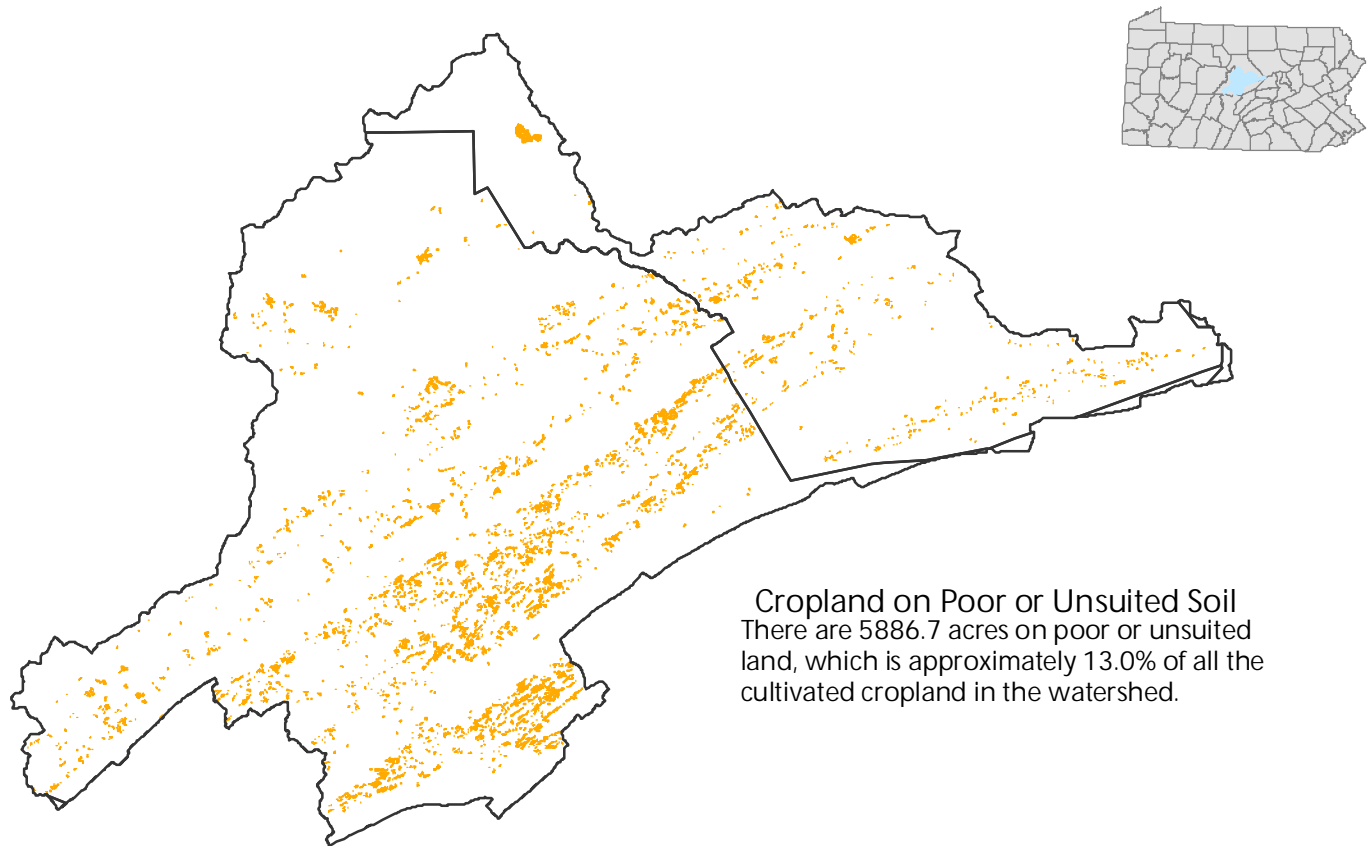 Cropland on Poor or Unsuited Soil
There are 5886.7 acres on poor or unsuited
land, which is approximately 13.0% of all the
cultivated cropland in the watershed.